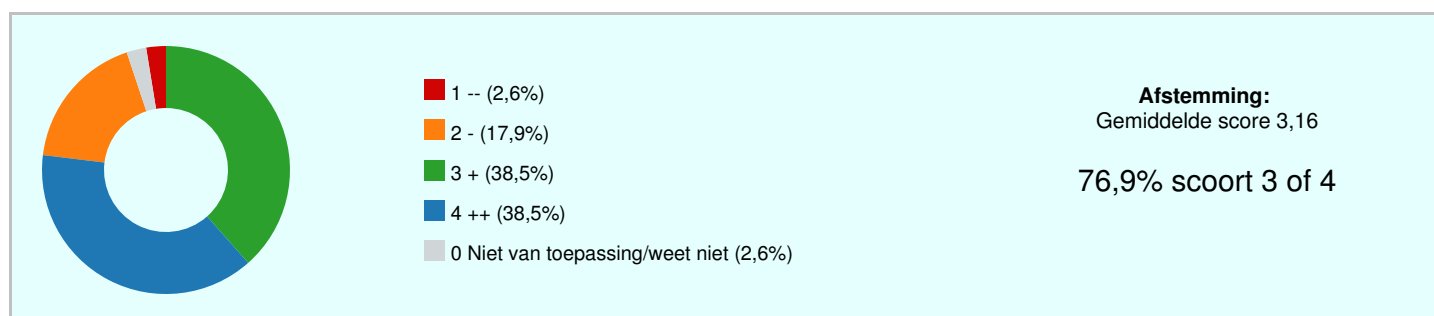 1 -- (2,6%)
2 - (17,9%)
3 + (38,5%)
4 ++ (38,5%)
0 Niet van toepassing/weet niet (2,6%)
Afstemming:
Gemiddelde score 3,16
76,9% scoort 3 of 4